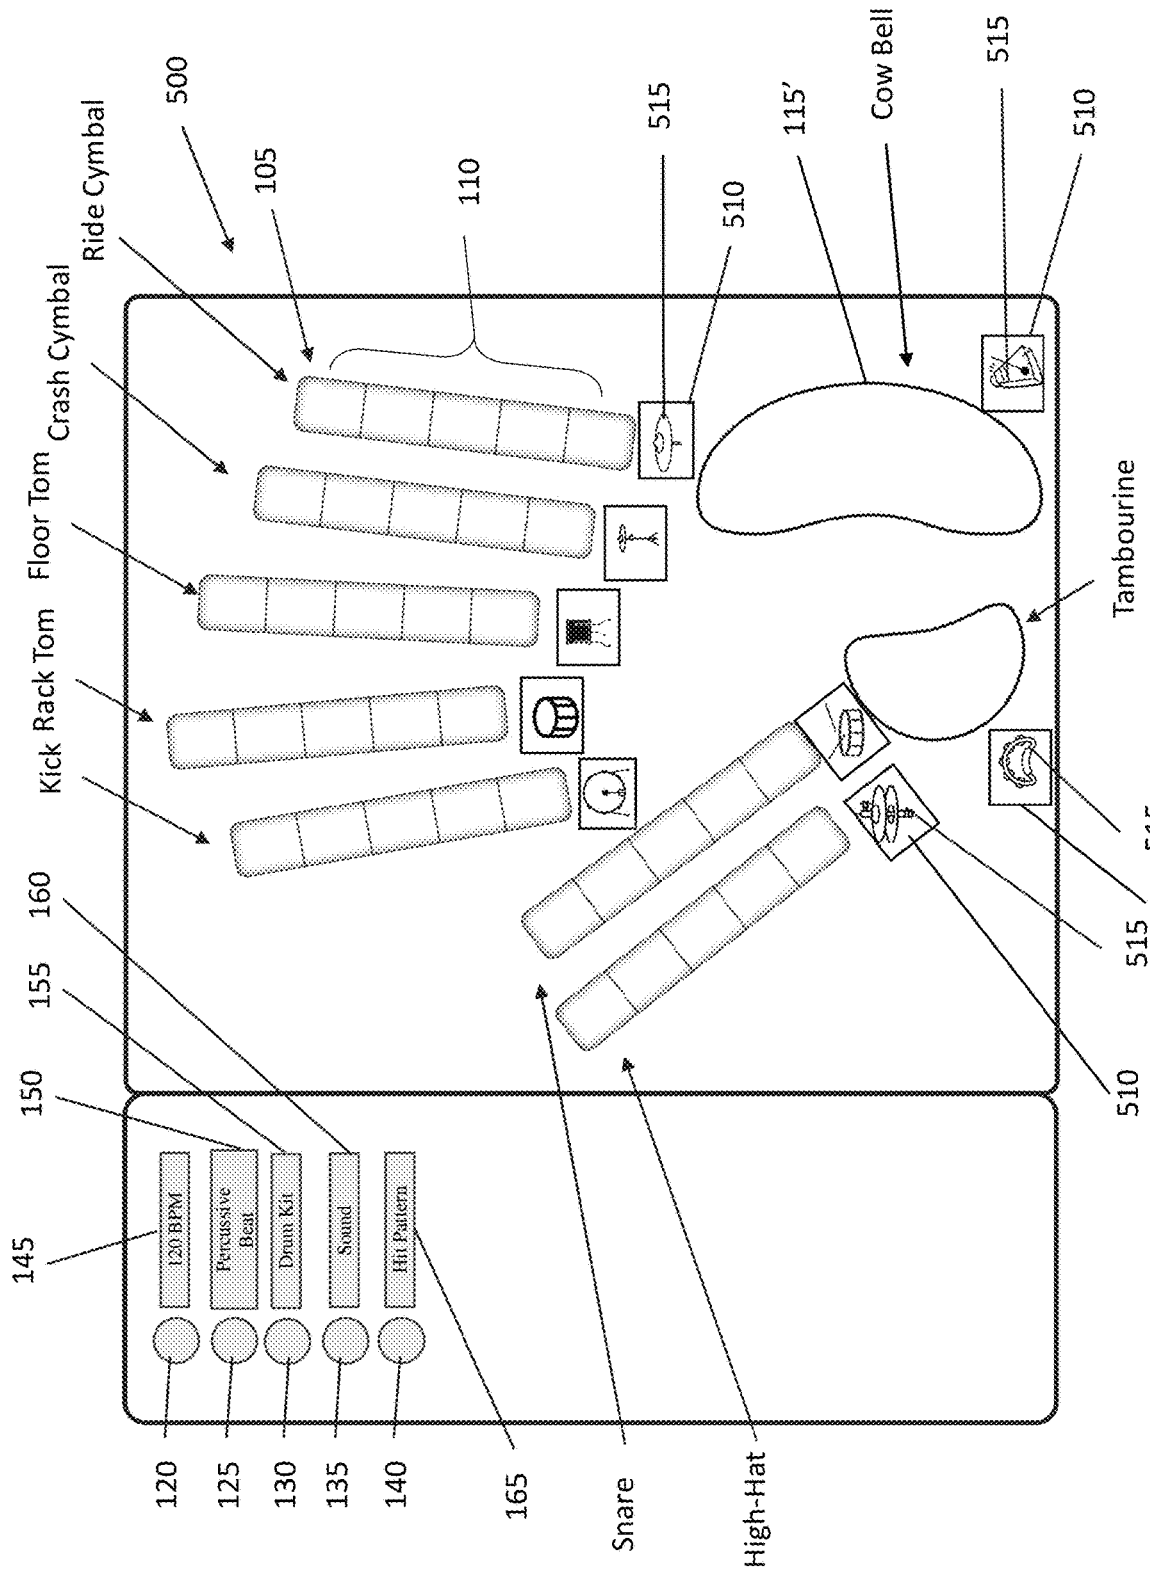 145
150
155
160
Kick
Rack Tom
Floor Tom
Crash Cymbal
Ride Cymbal
500
105
110
120
120 BPM
125
Percussive
Beat
130
Drum Kit
135
Sound
140
Hit Pattern
165
Snare
High-Hat
515
510
115’
Cow Bell
515
510
510
515
Tambourine